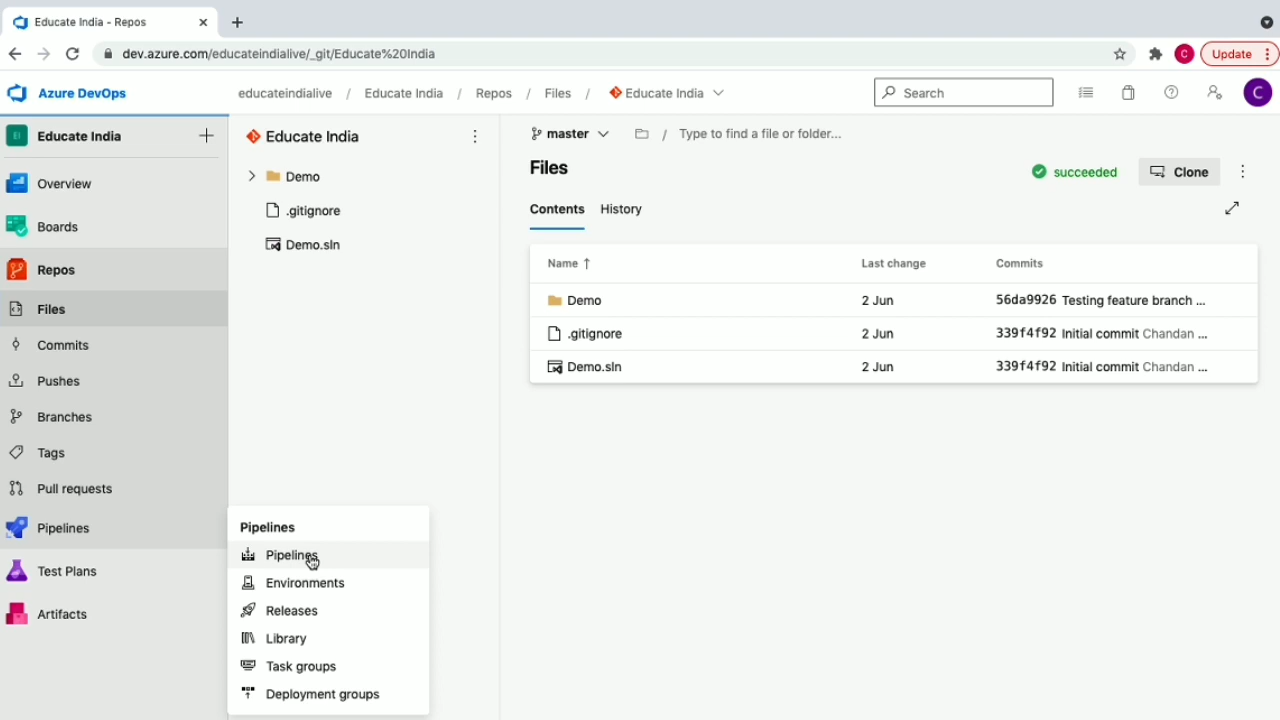 Educate India - Repos
dev.azure.com/educateindialive/_git/Educate%20India
C
Update
Azure DevOps
educateindialive / Educate India / Repos / Files / Educate India
Search
C
Educate India
Overview
Boards
Repos
Files
Commits
Pushes
Branches
Tags
Pull requests
Pipelines
Test Plans
Artifacts
Educate India
Demo
.gitignore
Demo.sln
Pipelines
Pipelines
Environments
Releases
Library
Task groups
Deployment groups
master / Type to find a file or folder...
Files
succeeded
Clone
Contents History
Name ↑ Last change Commits
Demo 2 Jun 56da9926 Testing feature branch ...
.gitignore 2 Jun 339f4f92 Initial commit Chandan ...
Demo.sln 2 Jun 339f4f92 Initial commit Chandan ...